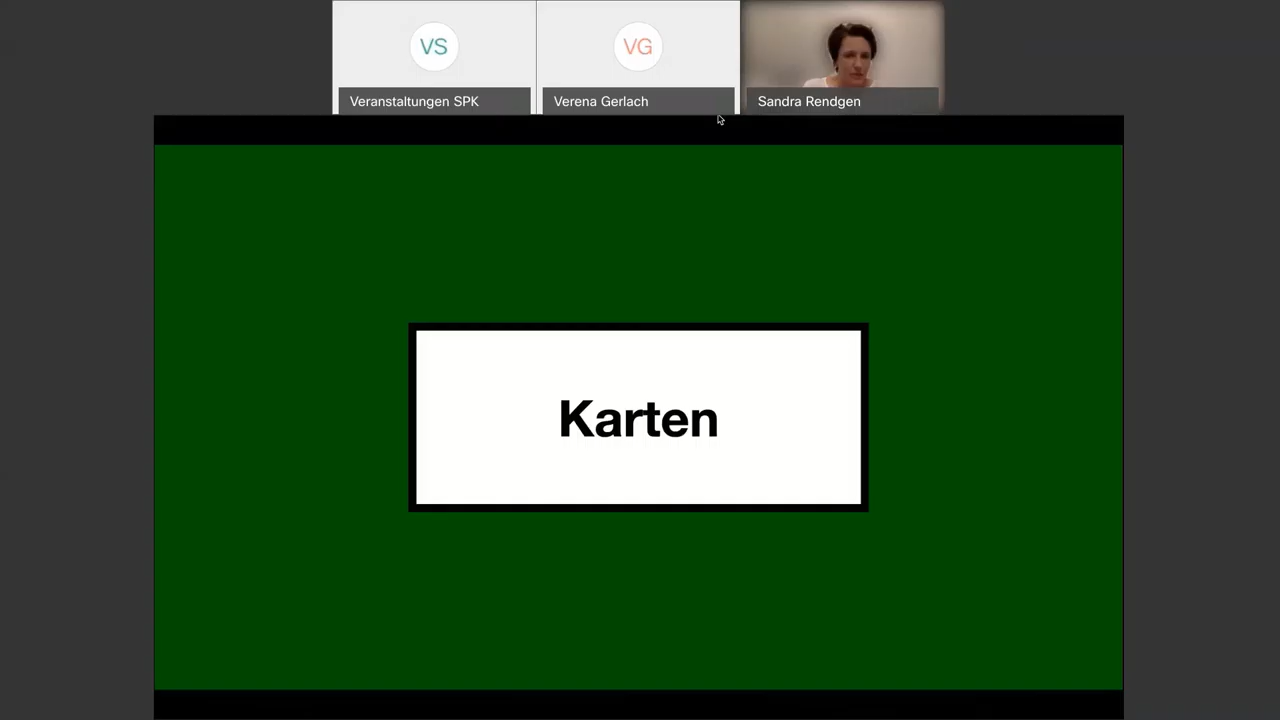 VS
VG
Veranstaltungen SPK
Verena Gerlach
Sandra Rendgen
Karten